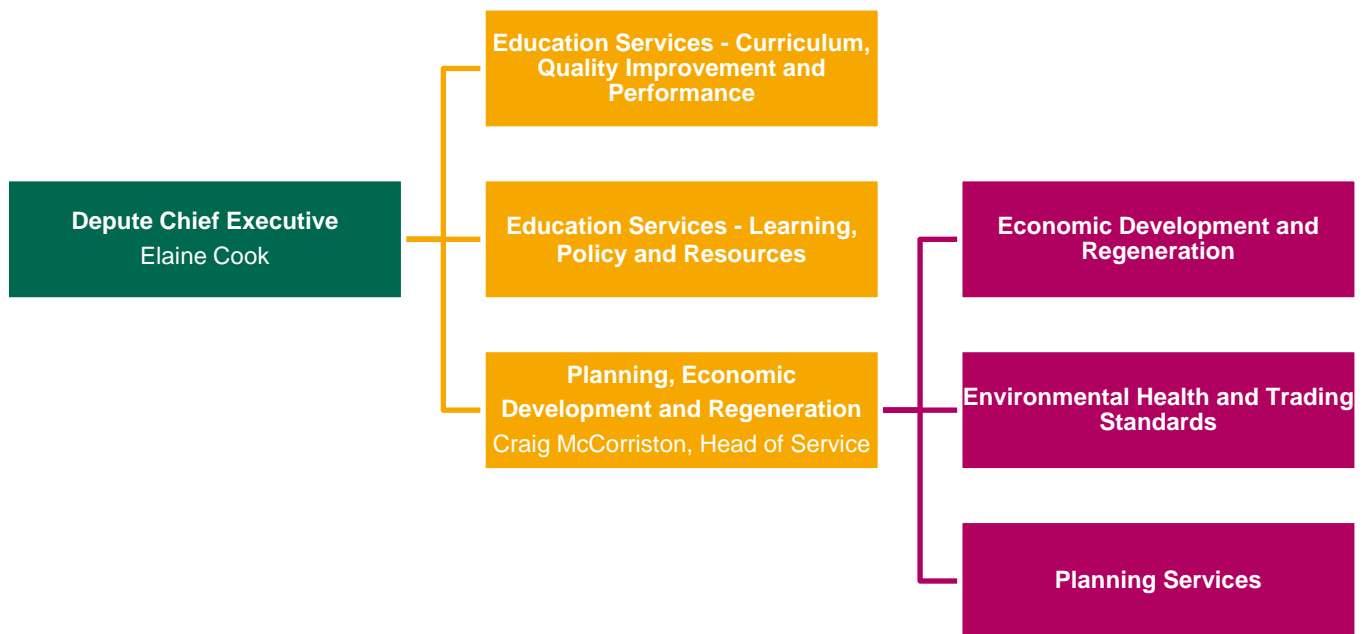 Education Services - Curriculum,
Quality Improvement and
Performance
Depute Chief Executive
Elaine Cook
Education Services - Learning,
Policy and Resources
Economic Development and
Regeneration
Planning, Economic
Development and Regeneration
Craig McCorriston, Head of Service
Environmental Health and Trading
Standards
Planning Services